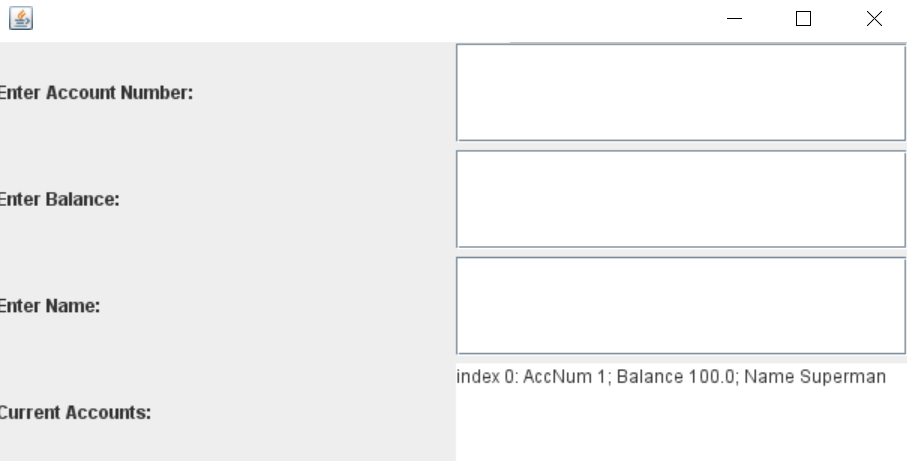 Enter Account Number:
Enter Balance:
Enter Name:
index 0: AccNum 1; Balance 100.0; Name Superman
Current Accounts: